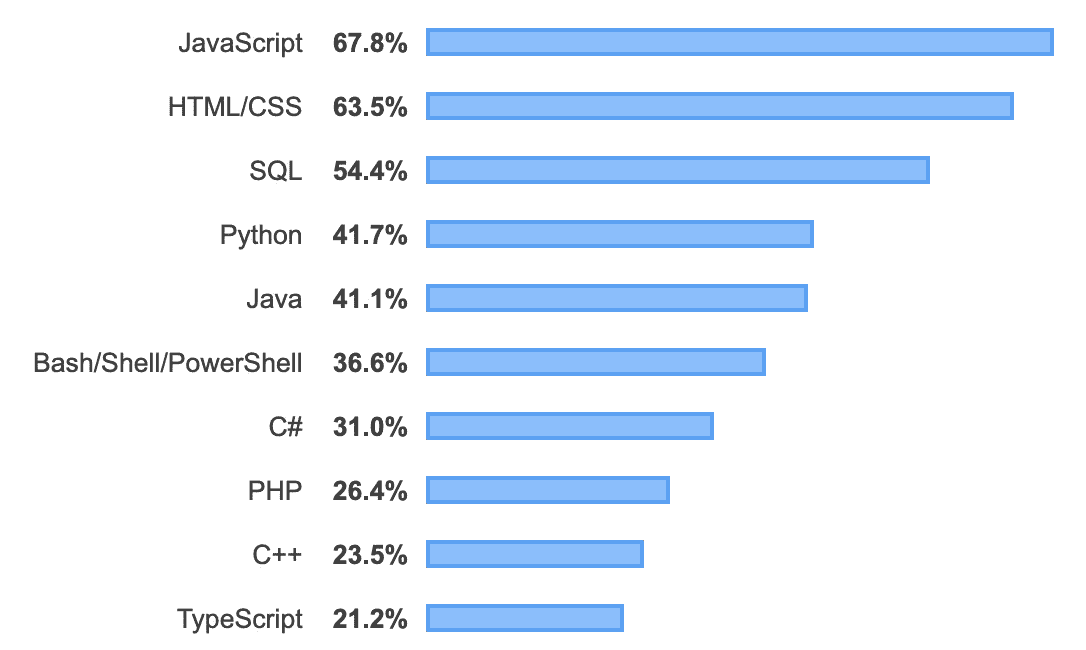 JavaScript 67.8%
HTML/CSS 63.5%
SQL 54.4%
Python 41.7%
Java 41.1%
Bash/Shell/PowerShell 36.6%
C# 31.0%
PHP 26.4%
C++ 23.5%
TypeScript 21.2%